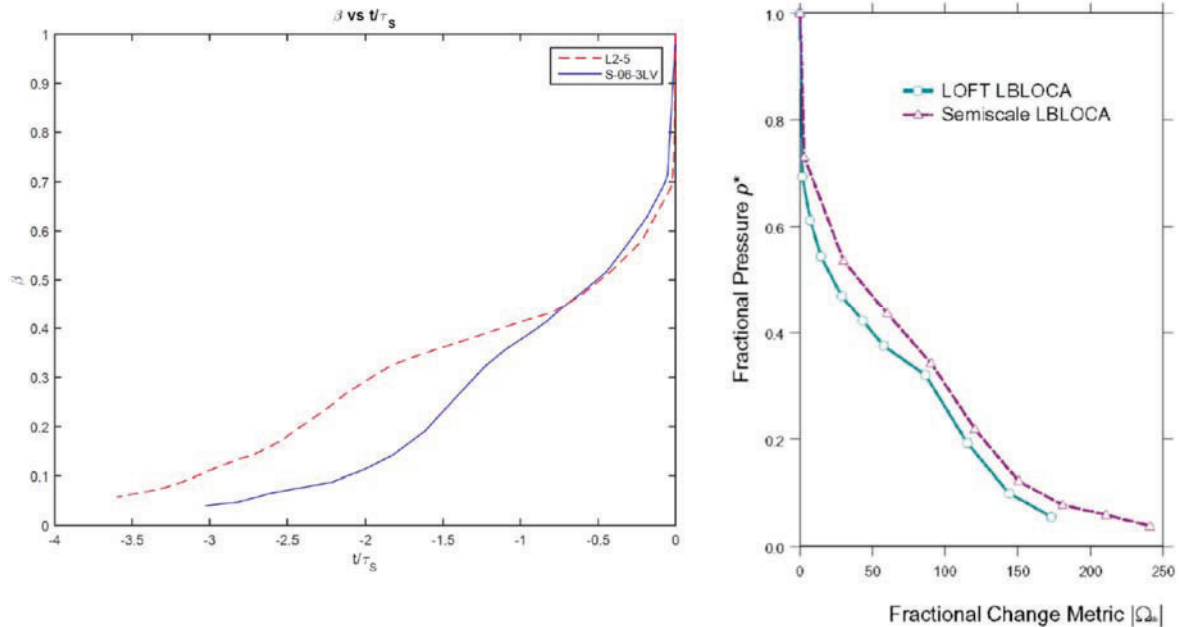 β vs t/τS
1
0.9
0.8
0.7
0.6
0.5
0.4
0.3
0.2
0.1
0
β
-4 -3.5 -3 -2.5 -2 -1.5 -1 -0.5 0
t/τS
L2-5
S-06-3LV
1.0
0.8
0.6
0.4
0.2
0.0
Fractional Pressure p*
LOFT LBLOCA
Semiscale LBLOCA
0 50 100 150 200 250
Fractional Change Metric |Ω